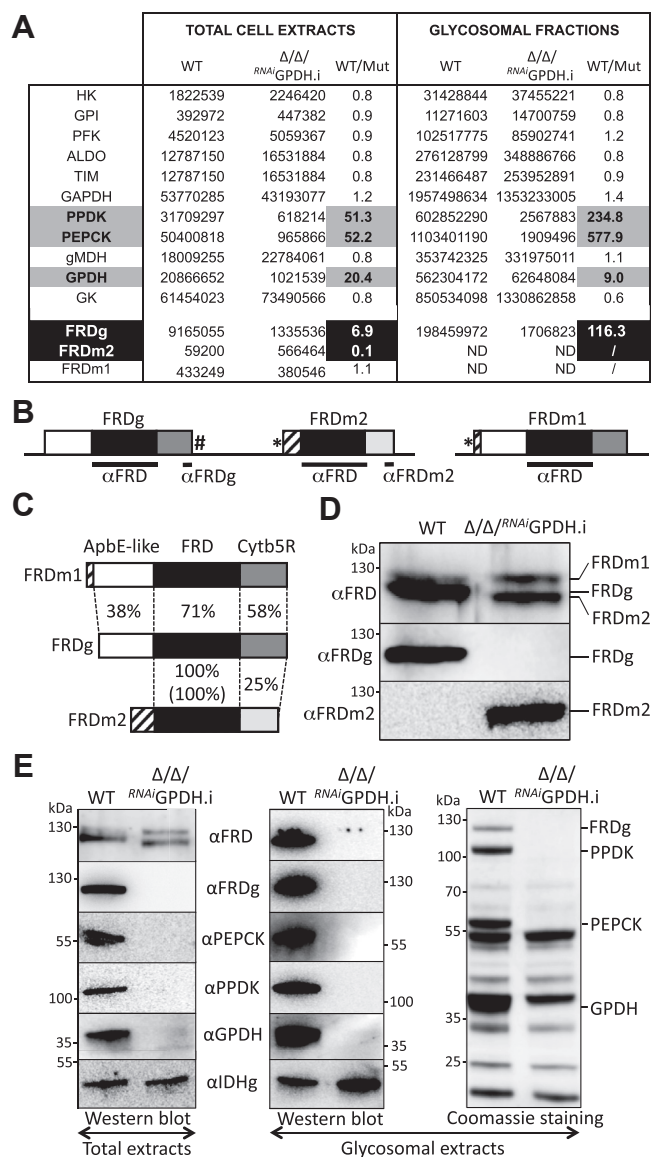 A
TOTAL CELL EXTRACTS GLYCOSOMAL FRACTIONS
WT Δ/Δ/RNAiGPDH.i WT/Mut WT Δ/Δ/RNAiGPDH.i WT/Mut
HK 1822539 2246420 0.8 31428844 37455221 0.8
GPI 392972 447382 0.9 11271603 14700759 0.8
PFK 4520123 5059367 0.9 102517775 85902741 1.2
ALDO 12787150 16531884 0.8 276128799 348886766 0.8
TIM 12787150 16531884 0.8 231466487 253952891 0.9
GAPDH 53770285 43193077 1.2 1957498634 1353233005 1.4
PPDK 31709297 618214 51.3 602852290 2567883 234.8
PEPCK 50400818 965866 52.2 1103401190 1909496 577.9
gMDH 18009255 22784061 0.8 353742325 331975011 1.1
GPDH 20866652 1021539 20.4 562304172 62648084 9.0
GK 61454023 73490566 0.8 850534098 1330862858 0.6
FRDg 9165055 1335536 6.9 198459972 1706823 116.3
FRDm2 59200 566464 0.1 ND ND /
FRDm1 433249 380546 1.1 ND ND /
B
FRDg FRDm2 FRDm1
# * *
αFRD αFRDg αFRD αFRDm2 αFRD
C
ApbE-like FRD Cytb5R
FRDm1
38% 71% 58%
FRDg
100% (100%) 25%
FRDm2
D
WT Δ/Δ/RNAiGPDH.i
kDa
130
αFRD
FRDm1
FRDg
FRDm2
130
αFRDg
FRDg
130
αFRDm2
FRDm2
E
WT Δ/Δ/RNAiGPDH.i WT Δ/Δ/RNAiGPDH.i WT Δ/Δ/RNAiGPDH.i
kDa kDa kDa
130 αFRD 130
130 αFRDg 130
55 αPEPCK 55
100 αPPDK 100
35 αGPDH 35
55 αIDHg 55
130
FRDg
100
PPDK
70
PEPCK
55
GPDH
35
25
Western blot Western blot Coomassie staining
Total extracts Glycosomal extracts